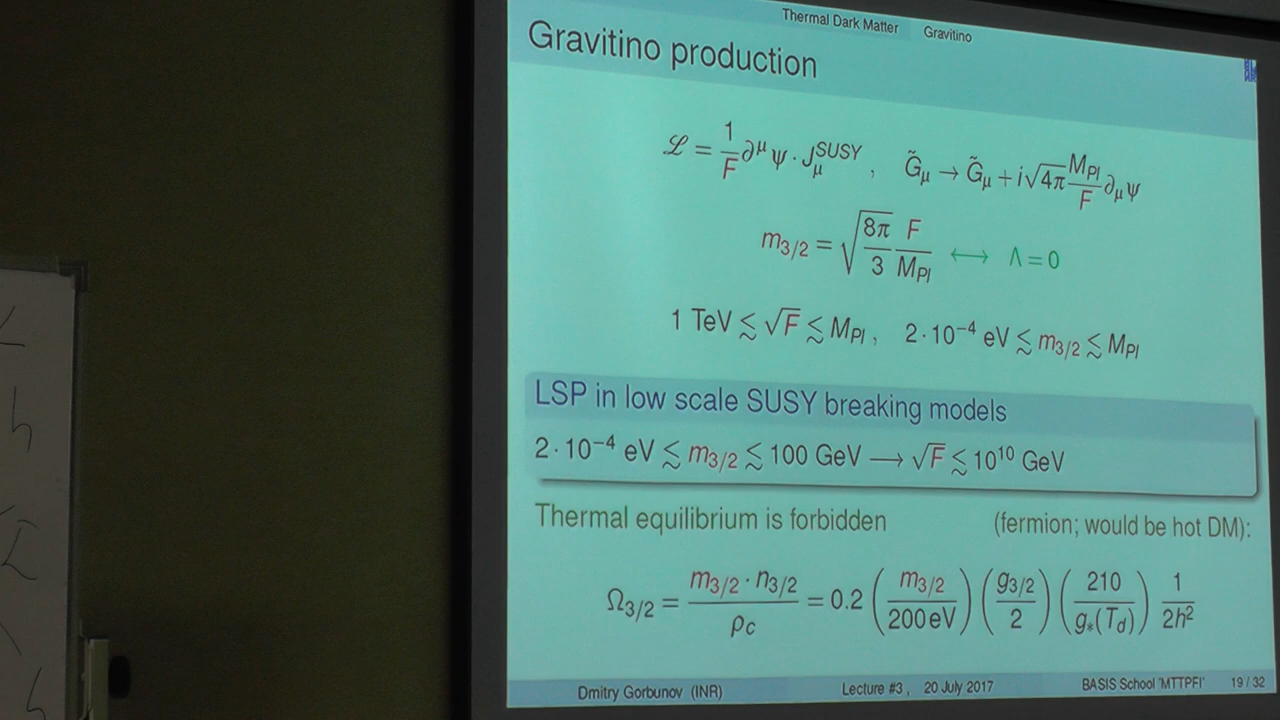 Thermal Dark Matter Gravitino
Gravitino production
ℒ = 1/F ∂^μ ψ · J_μ^SUSY , G̃_μ → G̃_μ + i√4π M_Pl/F ∂_μ ψ
m_3/2 = √(8π/3) F/M_Pl ⟷ Λ = 0
1 TeV ≲ √F ≲ M_Pl , 2·10^−4 eV ≲ m_3/2 ≲ M_Pl
LSP in low scale SUSY breaking models
2·10^−4 eV ≲ m_3/2 ≲ 100 GeV ⟶ √F ≲ 10^10 GeV
Thermal equilibrium is forbidden (fermion; would be hot DM):
Ω_3/2 = m_3/2 · n_3/2 / ρ_c = 0.2 (m_3/2 / 200 eV) (g_3/2 / 2) (210 / g_*(T_d)) 1/2h^2
Dmitry Gorbunov (INR) Lecture #3 , 20 July 2017 BASIS School 'MTTPFI' 19 / 32